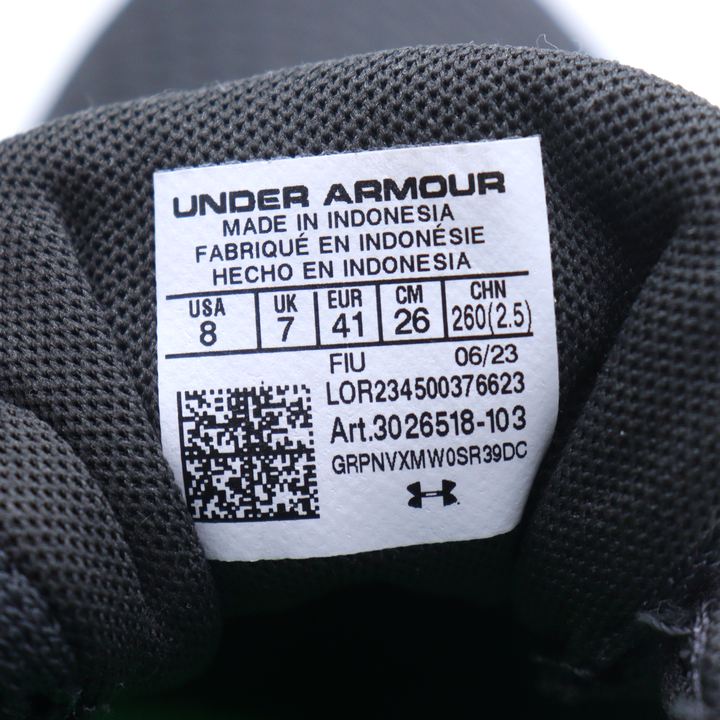 UNDER ARMOUR
MADE IN INDONESIA
FABRIQUÉ EN INDONÉSIE
HECHO EN INDONESIA
USA UK EUR CM CHN
8 7 41 26 260(2.5)
FIU 06/23
LOR234500376623
Art.3026518-103
GRPNVXMW0SR39DC